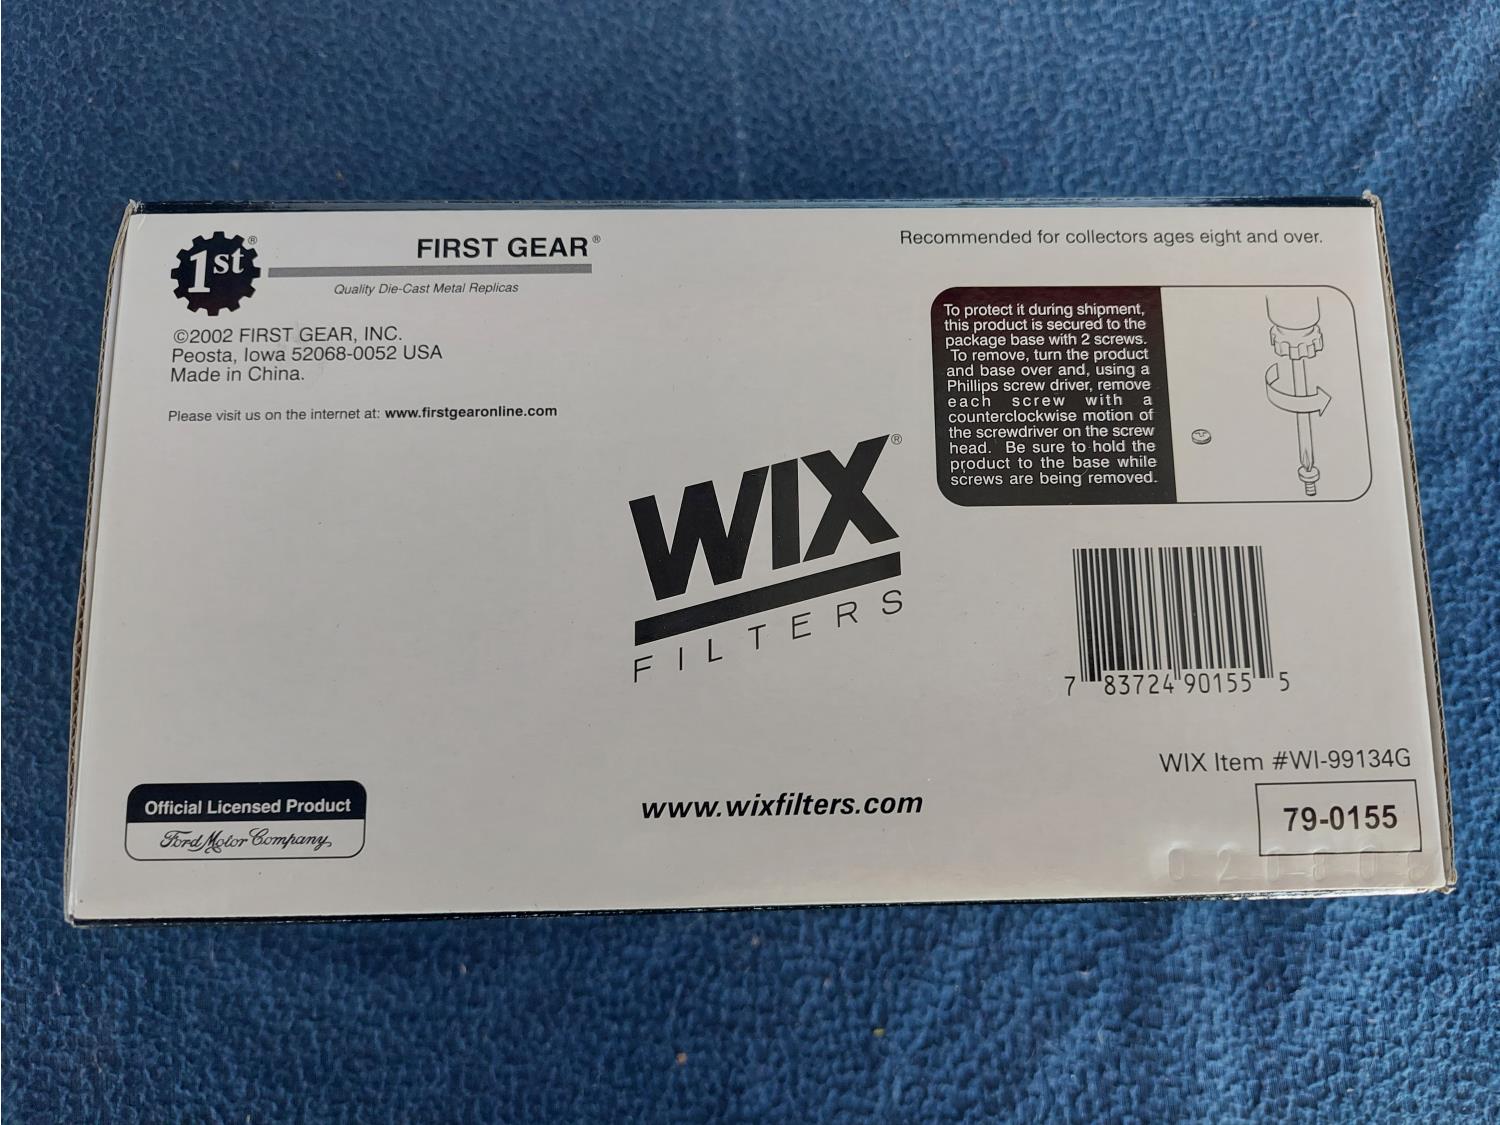 1st®
FIRST GEAR®
Quality Die-Cast Metal Replicas
©2002 FIRST GEAR, INC.
Peosta, Iowa 52068-0052 USA
Made in China.
Please visit us on the internet at: www.firstgearonline.com
Recommended for collectors ages eight and over.
To protect it during shipment,
this product is secured to the
package base with 2 screws.
To remove, turn the product
and base over and, using a
Phillips screw driver, remove
each screw with a
counterclockwise motion of
the screwdriver on the screw
head. Be sure to hold the
product to the base while
screws are being removed.
WIX®
FILTERS
7 83724 90155 5
WIX Item #WI-99134G
79-0155
www.wixfilters.com
Official Licensed Product
Ford Motor Company,